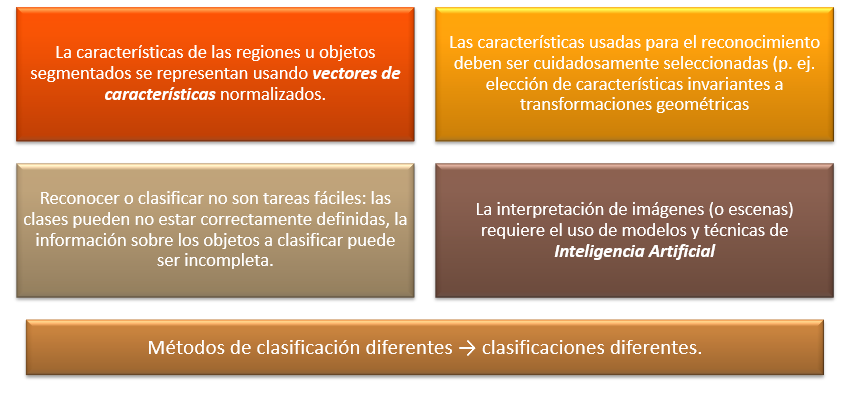 La características de las regiones u objetos
segmentados se representan usando vectores de
características normalizados.
Las características usadas para el reconocimiento
deben ser cuidadosamente seleccionadas (p. ej.
elección de características invariantes a
transformaciones geométricas
Reconocer o clasificar no son tareas fáciles: las
clases pueden no estar correctamente definidas, la
información sobre los objetos a clasificar puede
ser incompleta.
La interpretación de imágenes (o escenas)
requiere el uso de modelos y técnicas de
Inteligencia Artificial
Métodos de clasificación diferentes → clasificaciones diferentes.